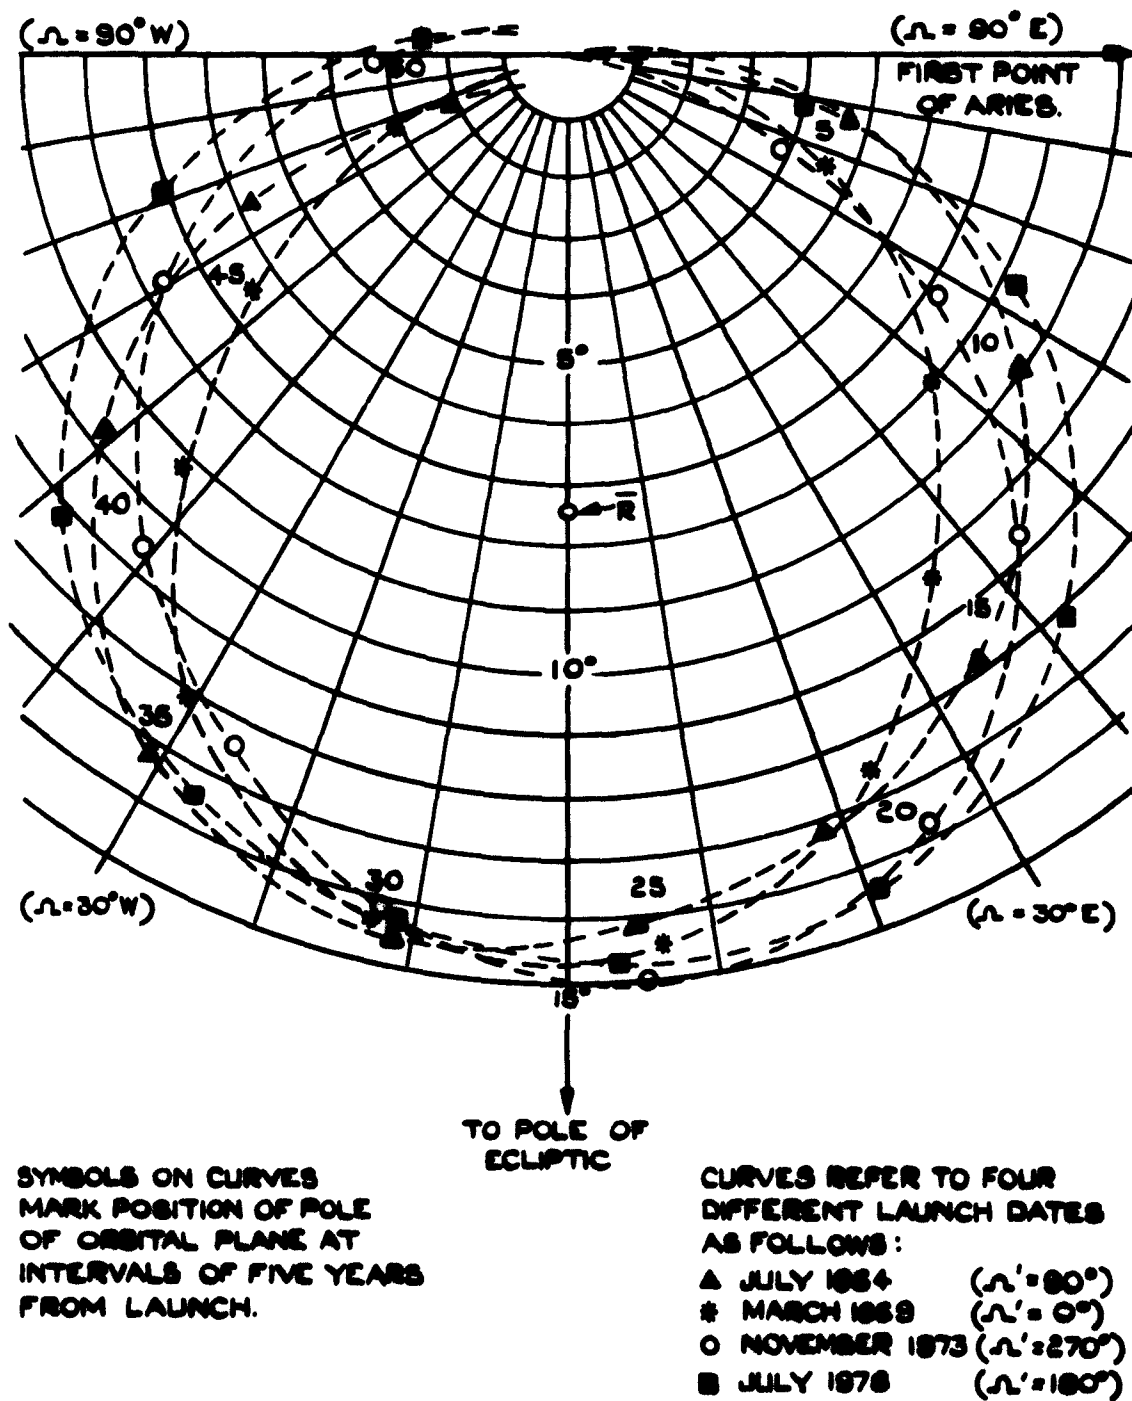 (Ω = 90° W)
(Ω = 90° E)
FIRST POINT
OF ARIES.
50
5
45
10
5°
R̅
40
15
10°
35
20
30
25
(Ω = 30° W)
(Ω = 30° E)
15°
TO POLE OF
ECLIPTIC
SYMBOLS ON CURVES
MARK POSITION OF POLE
OF ORBITAL PLANE AT
INTERVALS OF FIVE YEARS
FROM LAUNCH.
CURVES REFER TO FOUR
DIFFERENT LAUNCH DATES
AS FOLLOWS:
▲ JULY 1964 (Ω' = 90°)
* MARCH 1969 (Ω' = 0°)
O NOVEMBER 1973 (Ω' = 270°)
■ JULY 1978 (Ω' = 180°)